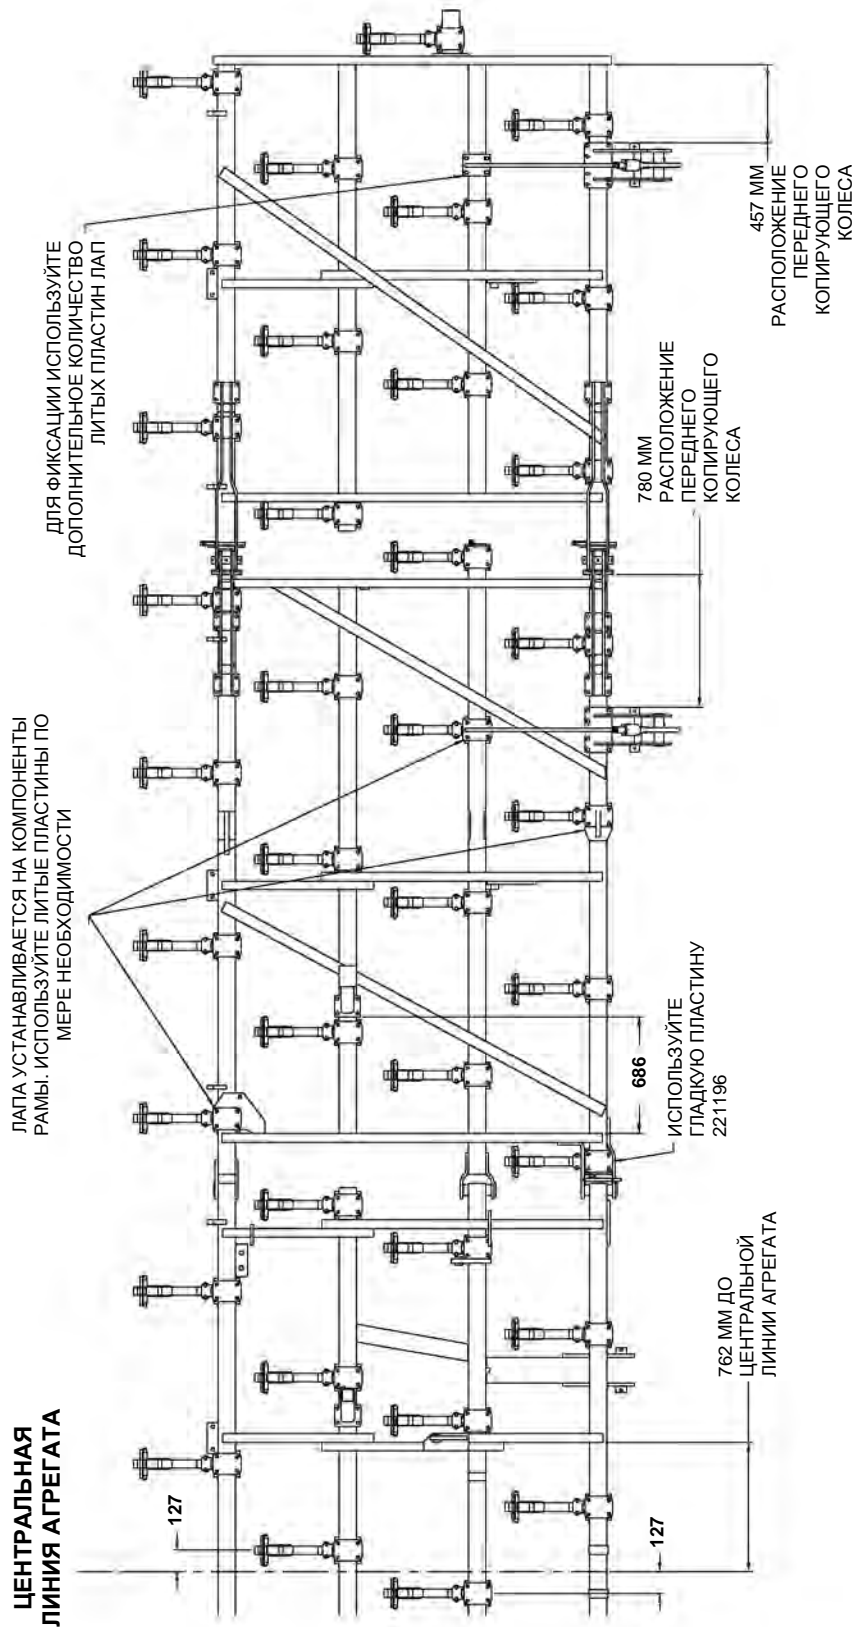 ЦЕНТРАЛЬНАЯ
ЛИНИЯ АГРЕГАТА
127
ЛАПА УСТАНАВЛИВАЕТСЯ НА КОМПОНЕНТЫ
РАМЫ. ИСПОЛЬЗУЙТЕ ЛИТЫЕ ПЛАСТИНЫ ПО
МЕРЕ НЕОБХОДИМОСТИ
ДЛЯ ФИКСАЦИИ ИСПОЛЬЗУЙТЕ
ДОПОЛНИТЕЛЬНОЕ КОЛИЧЕСТВО
ЛИТЫХ ПЛАСТИН ЛАП
127
762 ММ ДО
ЦЕНТРАЛЬНОЙ
ЛИНИИ АГРЕГАТА
686
ИСПОЛЬЗУЙТЕ
ГЛАДКУЮ ПЛАСТИНУ
221196
780 ММ
РАСПОЛОЖЕНИЕ
ПЕРЕДНЕГО
КОПИРУЮЩЕГО
КОЛЕСА
457 ММ
РАСПОЛОЖЕНИЕ
ПЕРЕДНЕГО
КОПИРУЮЩЕГО
КОЛЕСА